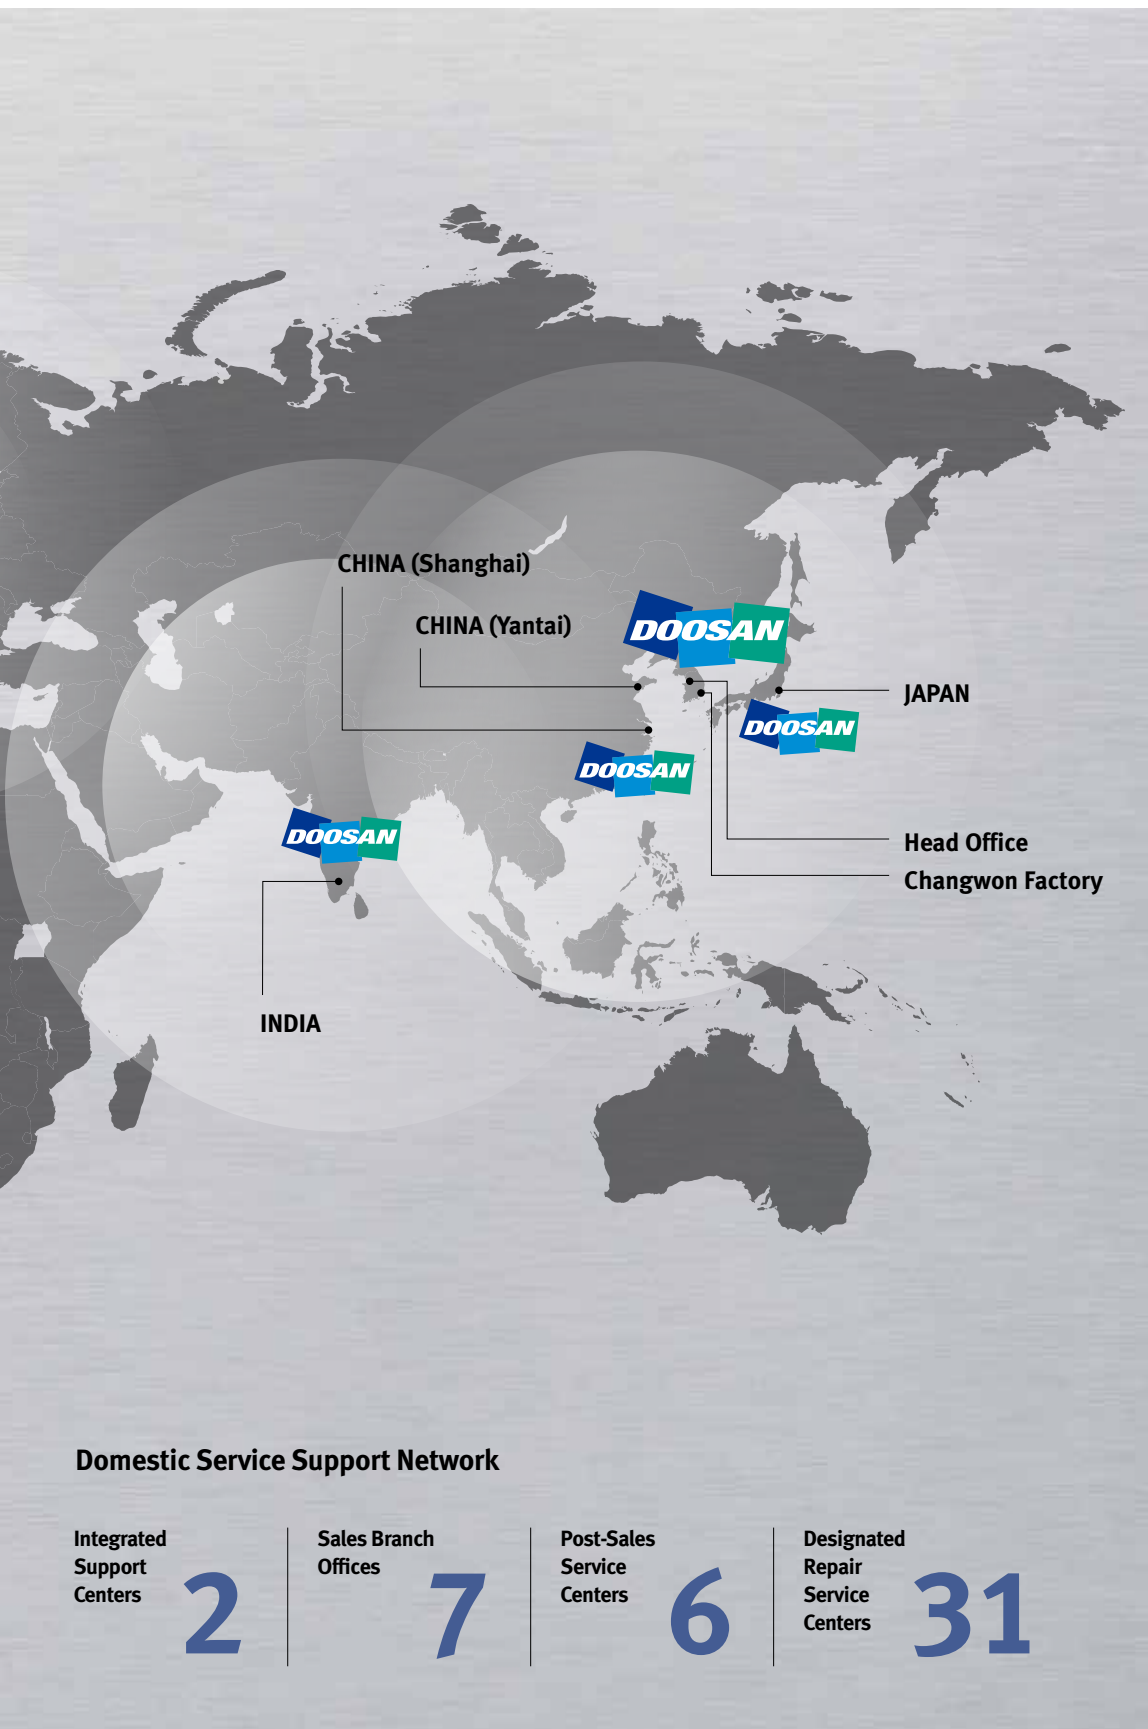 CHINA (Shanghai)
CHINA (Yantai)
DOOSAN
JAPAN
DOOSAN
DOOSAN
DOOSAN
Head Office
Changwon Factory
INDIA
Domestic Service Support Network
Integrated
Support
Centers
2
Sales Branch
Offices
7
Post-Sales
Service
Centers
6
Designated
Repair
Service
Centers
31